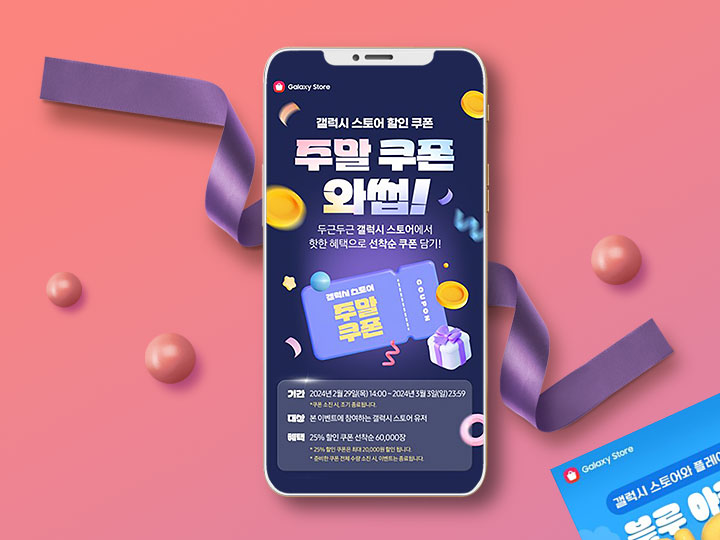 Galaxy Store
갤럭시 스토어 할인 쿠폰
주말 쿠폰
와썹!
두근두근 갤럭시 스토어에서
핫한 혜택으로 선착순 쿠폰 담기!
갤럭시 스토어
주말
쿠폰
COUPON
기간 2024년 2월 29일(목) 14:00 ~ 2024년 3월 3일(일) 23:59
*쿠폰 소진 시, 조기 종료됩니다.
대상 본 이벤트에 참여하는 갤럭시 스토어 유저
혜택 25% 할인 쿠폰 선착순 60,000장
* 25% 할인 쿠폰은 최대 20,000원 할인 됩니다.
* 준비한 쿠폰 전체 수량 소진 시, 이벤트는 종료됩니다.
Galaxy Store
갤럭시 스토어와 플레이
블루